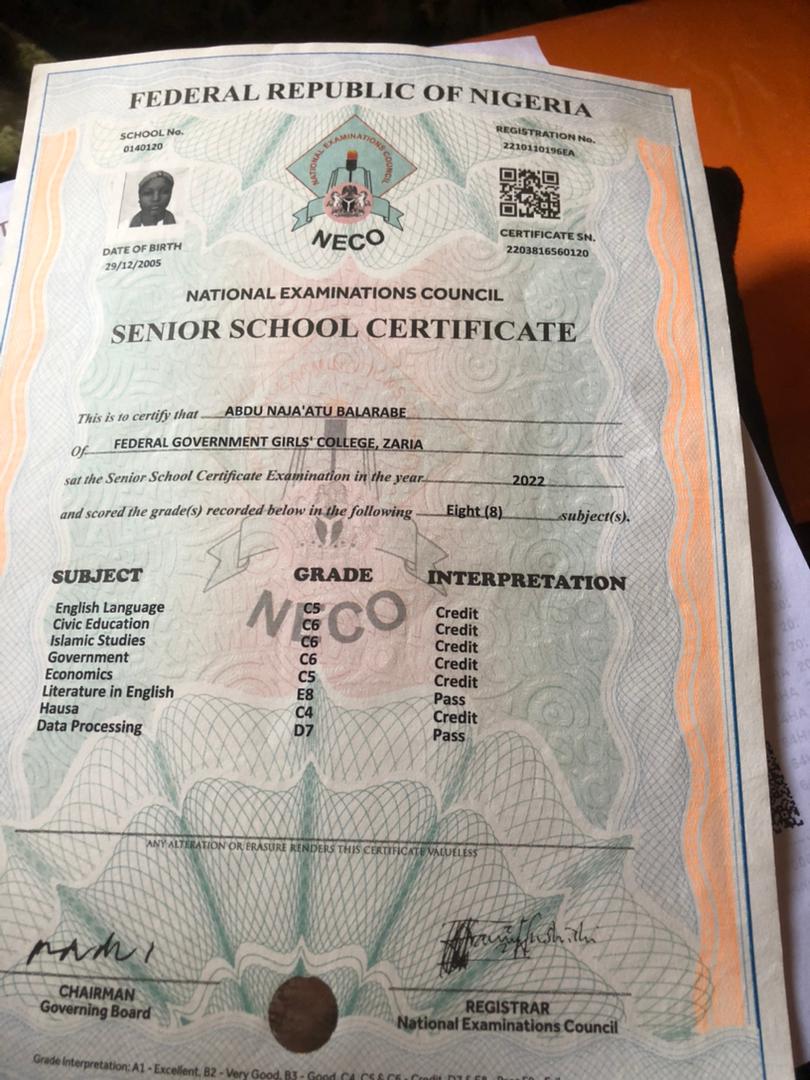 FEDERAL REPUBLIC OF NIGERIA
SCHOOL No.
0140120
REGISTRATION No.
2210110196EA
NATIONAL EXAMINATIONS COUNCIL
NECO
DATE OF BIRTH
29/12/2005
CERTIFICATE SN.
2203816560120
NATIONAL EXAMINATIONS COUNCIL
SENIOR SCHOOL CERTIFICATE
This is to certify that ABDU NAJA'ATU BALARABE
Of FEDERAL GOVERNMENT GIRLS' COLLEGE, ZARIA
sat the Senior School Certificate Examination in the year 2022
and scored the grade(s) recorded below in the following Eight (8) subject(s).
SUBJECT GRADE INTERPRETATION
English Language C5 Credit
Civic Education C6 Credit
Islamic Studies C6 Credit
Government C6 Credit
Economics C5 Credit
Literature in English E8 Pass
Hausa C4 Credit
Data Processing D7 Pass
NECO
ANY ALTERATION OR ERASURE RENDERS THIS CERTIFICATE VALUELESS
CHAIRMAN
Governing Board
REGISTRAR
National Examinations Council
Grade Interpretation: A1 - Excellent, B2 - Very Good, B3 - Good, C4, C5 & C6 - Credit, D7 & E8 -